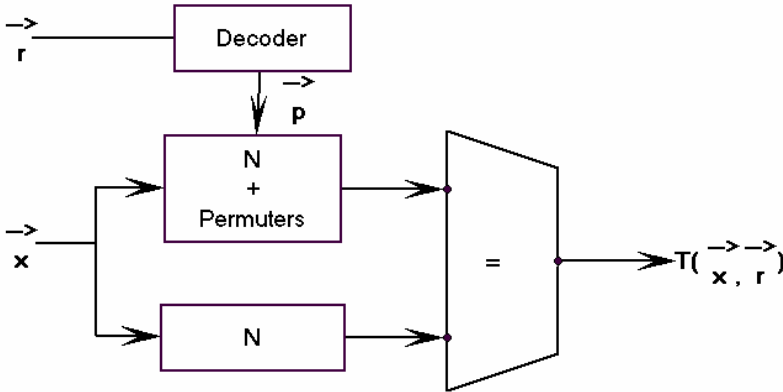 r
Decoder
p
N
+
Permuters
x
=
T( x , r )
N